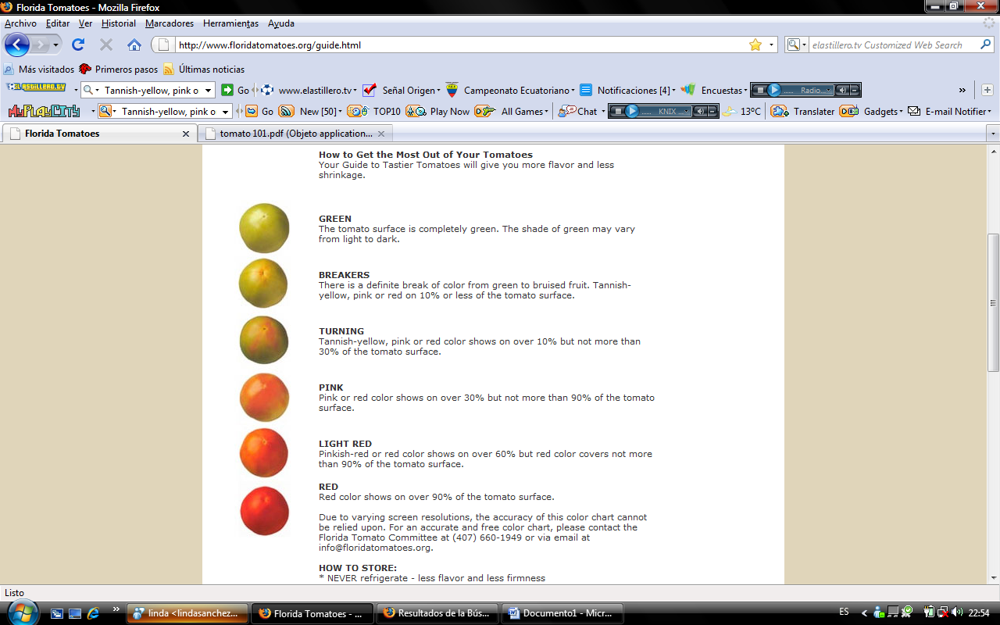 Florida Tomatoes - Mozilla Firefox
Archivo Editar Ver Historial Marcadores Herramientas Ayuda
http://www.floridatomatoes.org/guide.html
elastillero.tv Customized Web Search
Más visitados Primeros pasos Últimas noticias
ELASTILLERO.TV Tannish-yellow, pink o Go www.elastillero.tv Señal Origen Campeonato Ecuatoriano Notificaciones [4] Encuestas Radio... »
MYPLAYCITY Tannish-yellow, pink o Go New [50] TOP10 Play Now All Games Chat KNIX ... 13ºC Translater Gadgets E-mail Notifier
Florida Tomatoes
tomato 101.pdf (Objeto application...
How to Get the Most Out of Your Tomatoes
Your Guide to Tastier Tomatoes will give you more flavor and less
shrinkage.
GREEN
The tomato surface is completely green. The shade of green may vary
from light to dark.
BREAKERS
There is a definite break of color from green to bruised fruit. Tannish-
yellow, pink or red on 10% or less of the tomato surface.
TURNING
Tannish-yellow, pink or red color shows on over 10% but not more than
30% of the tomato surface.
PINK
Pink or red color shows on over 30% but not more than 90% of the tomato
surface.
LIGHT RED
Pinkish-red or red color shows on over 60% but red color covers not more
than 90% of the tomato surface.
RED
Red color shows on over 90% of the tomato surface.
Due to varying screen resolutions, the accuracy of this color chart cannot
be relied upon. For an accurate and free color chart, please contact the
Florida Tomato Committee at (407) 660-1949 or via email at
info@floridatomatoes.org.
HOW TO STORE:
* NEVER refrigerate - less flavor and less firmness
Listo
» linda <lindasanchez... Florida Tomatoes - ... Resultados de la Bús... Documento1 - Micr... ES 22:54